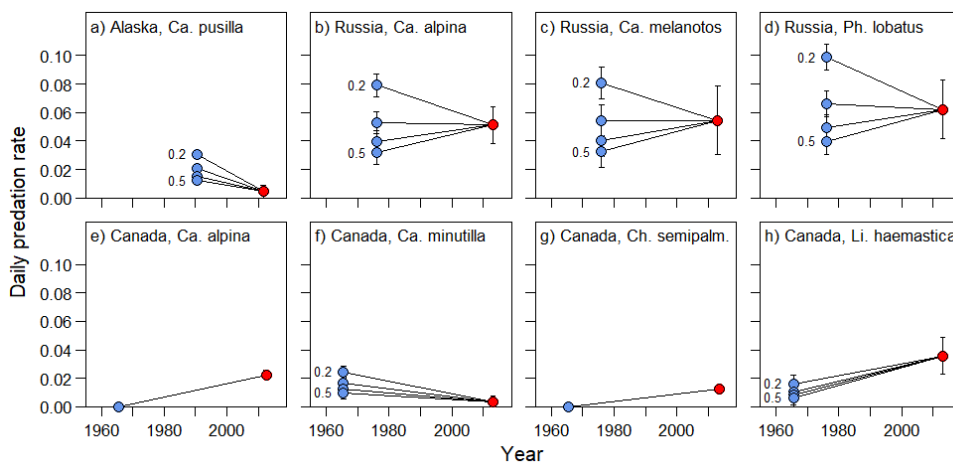 a) Alaska, Ca. pusilla
b) Russia, Ca. alpina
c) Russia, Ca. melanotos
d) Russia, Ph. lobatus
0.10
0.08
0.06
0.04
0.02
0.00
0.2
0.5
0.2
0.5
0.2
0.5
0.2
0.5
Daily predation rate
e) Canada, Ca. alpina
f) Canada, Ca. minutilla
g) Canada, Ch. semipalm.
h) Canada, Li. haemastica
0.10
0.08
0.06
0.04
0.02
0.00
0.2
0.5
0.2
0.5
1960 1980 2000
1960 1980 2000
1960 1980 2000
1960 1980 2000
Year